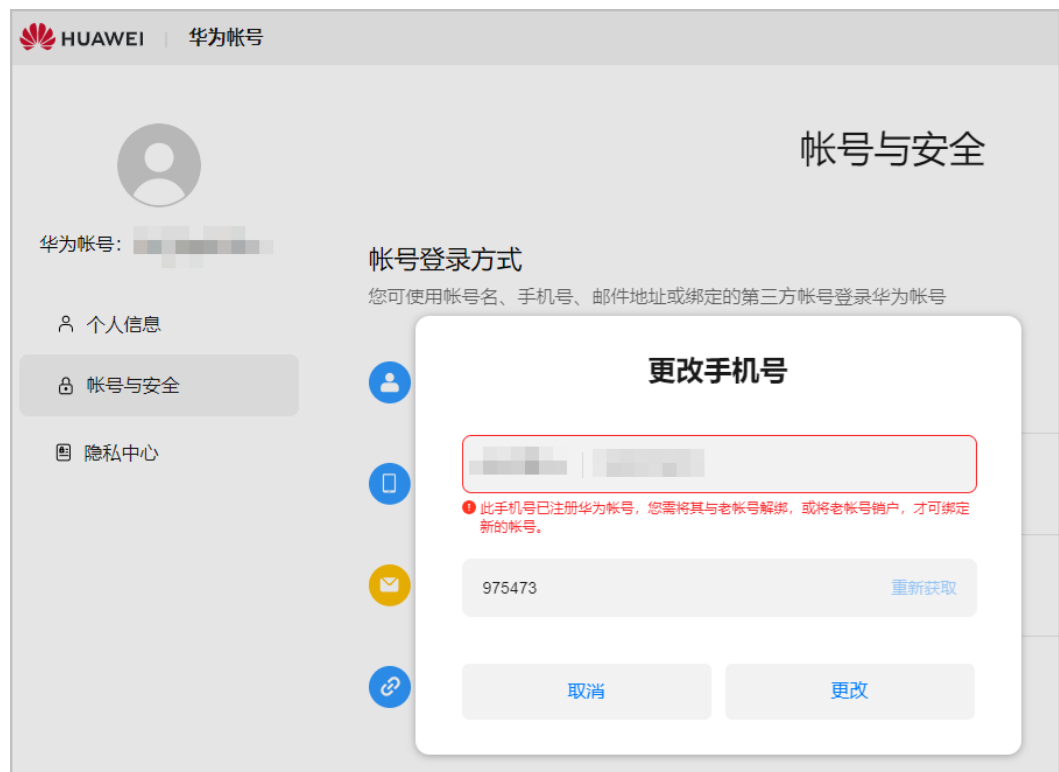 HUAWEI 华为帐号
帐号与安全
华为帐号：
帐号登录方式
您可使用帐号名、手机号、邮件地址或绑定的第三方帐号登录华为帐号
个人信息
帐号与安全
隐私中心
更改手机号
此手机号已注册华为帐号，您需将其与老帐号解绑，或将老帐号销户，才可绑定
新的帐号。
975473 重新获取
取消 更改